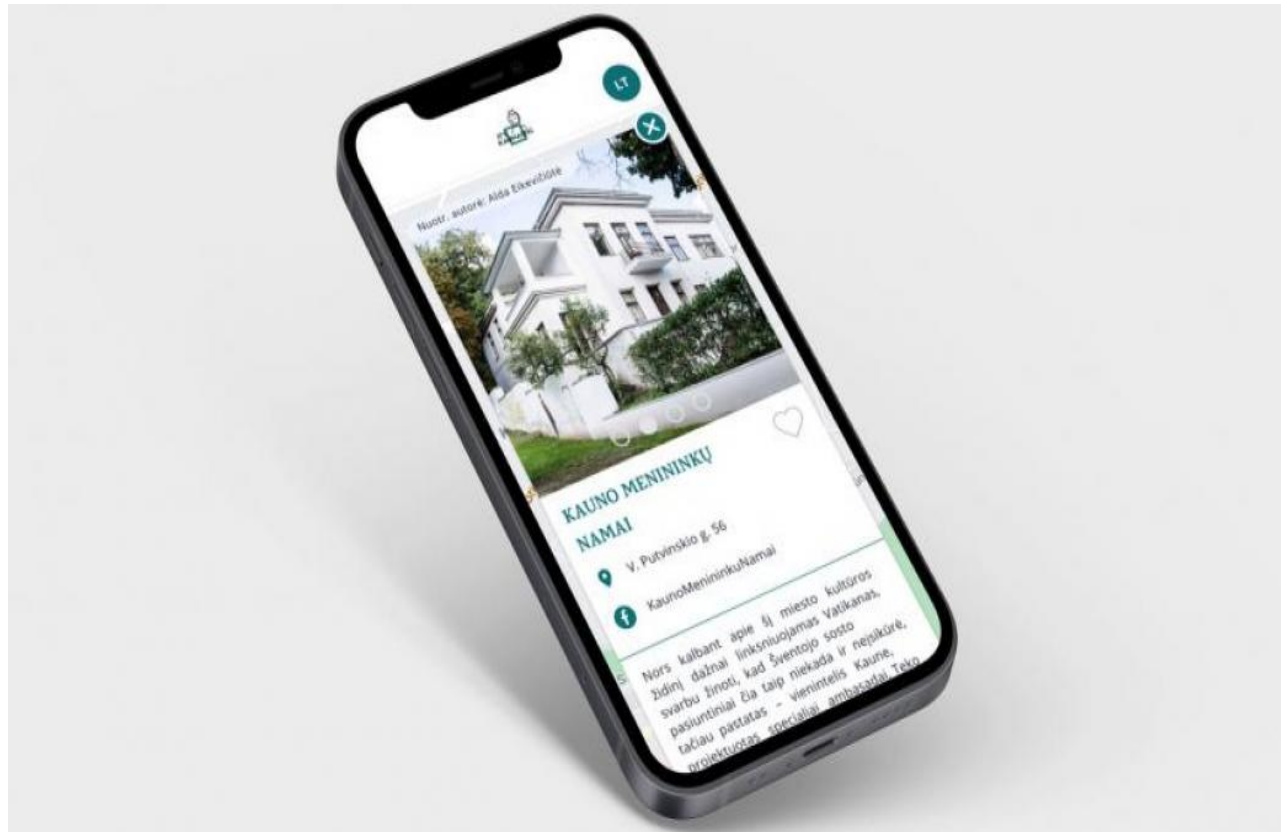 LT
Nuotr. autorė: Aida Eikevičiūtė
KAUNO MENININKŲ
NAMAI
V. Putvinskio g. 56
KaunoMenininkuNamai
Nors kalbant apie šį miesto kultūros
židinį dažnai linksniuojamas Vatikanas,
svarbu žinoti, kad Šventojo sosto
pasiuntiniai čia taip niekada ir neįsikūrė,
tačiau pastatas – vienintelis Kaune,
projektuotas specialiai ambasadai Teko